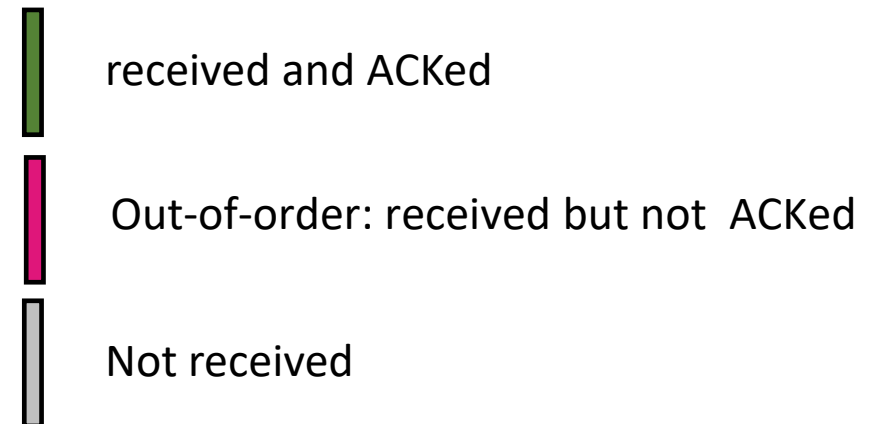 received and ACKed
Out-of-order: received but not ACKed
Not received